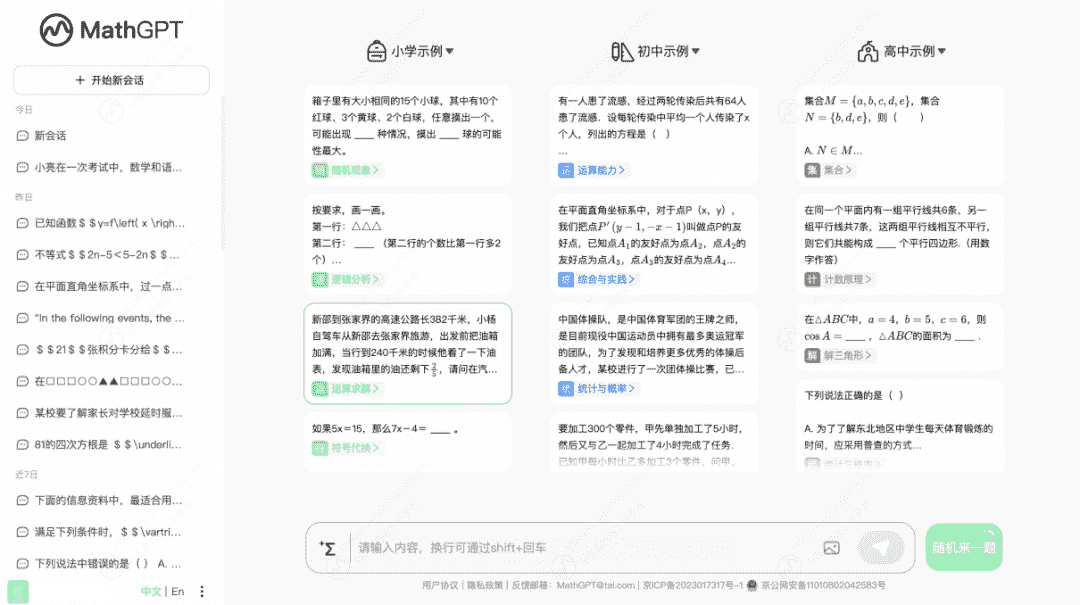 MathGPT
+ 开始新会话
今日
新会话
小亮在一次考试中，数学和语...
昨日
已知函数＄＄y=f\left( x \righ...
不等式＄＄2n-5＜5-2n＄＄...
在平面直角坐标系中，过一点...
"In the following events, the ...
＄＄21＄＄张积分卡分给＄＄...
在□□□○○▲▲□□□○○...
某校要了解家长对学校延时服...
81的四次方根是 ＄＄\underli...
近7日
下面的信息资料中，最适合用...
满足下列条件时，＄＄\vartri...
下列说法中错误的是（ ） A. ...
中文 | En
小学示例▼
箱子里有大小相同的15个小球，其中有10个
红球、3个黄球、2个白球，任意摸出一个，
可能出现 ____ 种情况，摸出 ____ 球的可能
性最大。
随机现象>
按要求，画一画。
第一行：△△△
第二行： ____ （第二行的个数比第一行多2
个）...
逻辑分析>
新邵到张家界的高速公路长382千米，小杨
自驾车从新邵去张家界旅游，出发前把油箱
加满，当行到240千米的时候他看了一下油
表，发现油箱里的油还剩下2/5，请问在汽...
运算求解>
如果5x＝15，那么7x－4＝ ____ 。
符号代换>
初中示例▼
有一人患了流感，经过两轮传染后共有64人
患了流感．设每轮传染中平均一个人传染了x
个人，列出的方程是（ ）
...
运 运算能力>
在平面直角坐标系中，对于点P（x，y），
我们把点P′(y−1,−x−1)叫做点P的友
好点，已知点A₁的友好点为点A₂，点A₂的
友好点为点A₃，点A₃的友好点为点A₄...
综 综合与实践>
中国体操队，是中国体育军团的王牌之师，
是目前现役中国运动员中拥有最多奥运冠军
的团队，为了发现和培养更多优秀的体操后
备人才，某校进行了一次团体操比赛，已...
统 统计与概率>
要加工300个零件，甲先单独加工了5小时，
然后又与乙一起加工了4小时完成了任务．
已知甲每小时比乙多加工3个零件，问甲、
高中示例▼
集合M = {a,b,c,d,e}，集合
N = {b,d,e}，则（ ）
A. N ∈ M...
集 集合>
在同一个平面内有一组平行线共6条，另一
组平行线共7条，这两组平行线相互不平行，
则它们共能构成 ____ 个平行四边形．（用数
字作答）
计 计数原理>
在△ABC中，a = 4，b = 5，c = 6，则
cos A = ____ ，△ABC的面积为 ____ ．
解 解三角形>
下列说法正确的是（ ）
A. 为了了解东北地区中学生每天体育锻炼的
时间，应采用普查的方式...
统计与概率>
Σ 请输入内容，换行可通过shift+回车
随机来一题
用户协议 | 隐私政策 | 反馈邮箱：MathGPT@tal.com | 京ICP备2023017317号-1 京公网安备11010802042583号